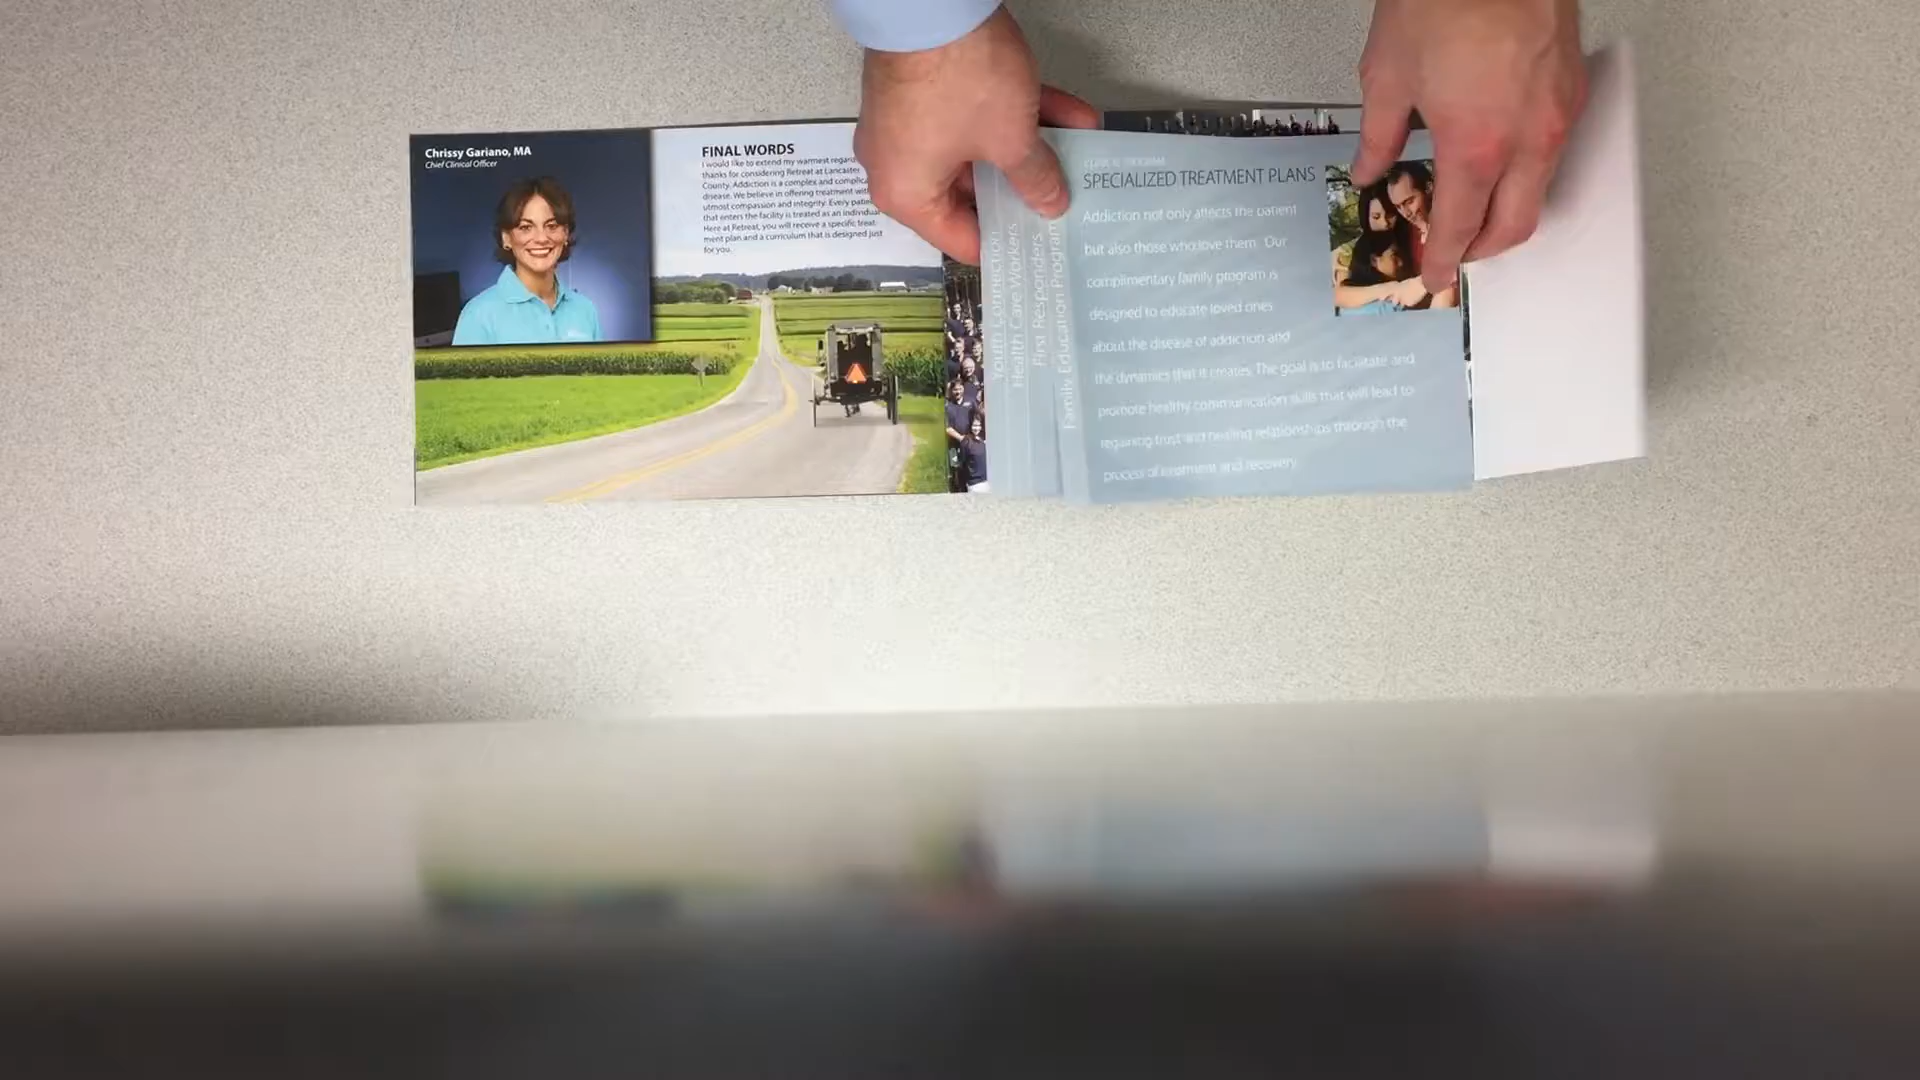 Chrissy Gariano, MA
Chief Clinical Officer
FINAL WORDS
I would like to extend my warmest
thanks for considering Retreat at Lancaster
County. Addiction is a complex and
disease. We believe in offering treatment
utmost compassion and integrity. Every
that enters the facility is treated as an individual.
Here at Retreat, you will receive a specific treat-
ment plan and a curriculum that is designed just
for you.
Youth Connection
Health Care Workers
First Responders
Family Education Program
CLINICAL PROGRAM
SPECIALIZED TREATMENT PLANS
Addiction not only affects the patient
but also those who love them. Our
complimentary family program is
designed to educate loved ones
about the disease of addiction and
the dynamics that it creates. The goal is to facilitate and
promote healthy communication skills that will lead to
regaining trust and healing relationships through the
process of treatment and recovery.